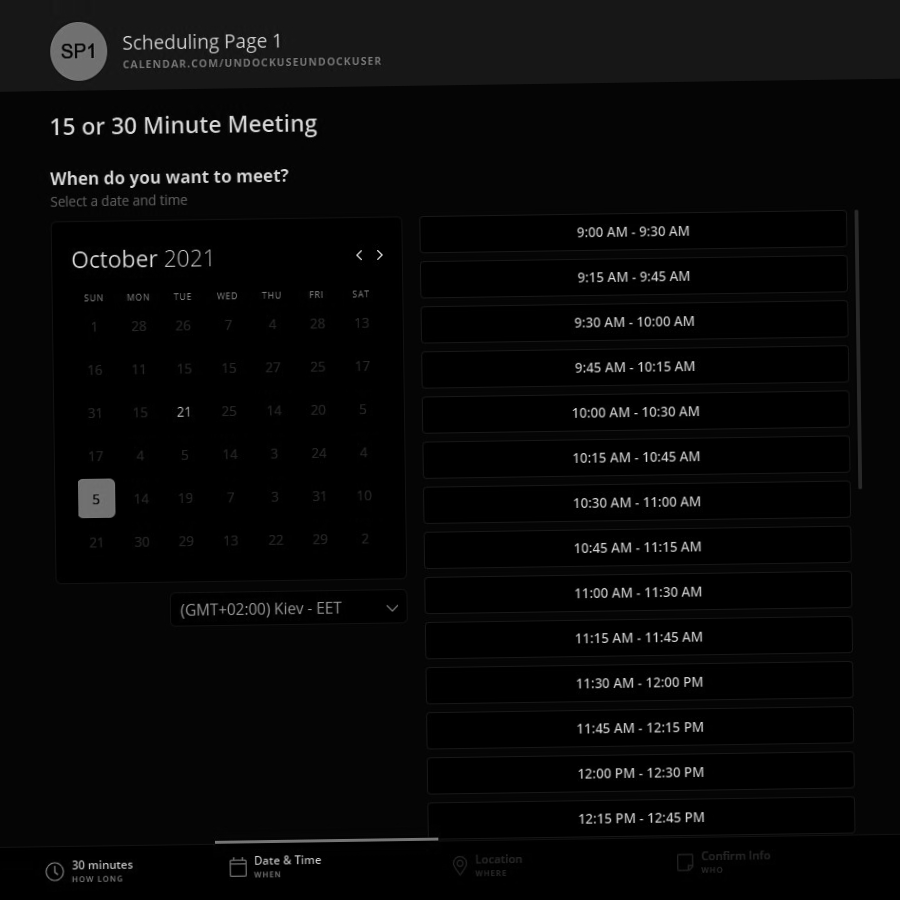 SP1
Scheduling Page 1
CALENDAR.COM/UNDOCKUSEUNDOCKUSER
15 or 30 Minute Meeting
When do you want to meet?
Select a date and time
October 2021
SUN MON TUE WED THU FRI SAT
1 28 26 7 4 28 13
16 11 15 15 27 25 17
31 15 21 25 14 20 5
17 4 5 14 3 24 4
5 14 19 7 3 31 10
21 30 29 13 22 29 2
(GMT+02:00) Kiev - EET
9:00 AM - 9:30 AM
9:15 AM - 9:45 AM
9:30 AM - 10:00 AM
9:45 AM - 10:15 AM
10:00 AM - 10:30 AM
10:15 AM - 10:45 AM
10:30 AM - 11:00 AM
10:45 AM - 11:15 AM
11:00 AM - 11:30 AM
11:15 AM - 11:45 AM
11:30 AM - 12:00 PM
11:45 AM - 12:15 PM
12:00 PM - 12:30 PM
12:15 PM - 12:45 PM
30 minutes
HOW LONG
Date & Time
WHEN
Location
WHERE
Confirm Info
WHO